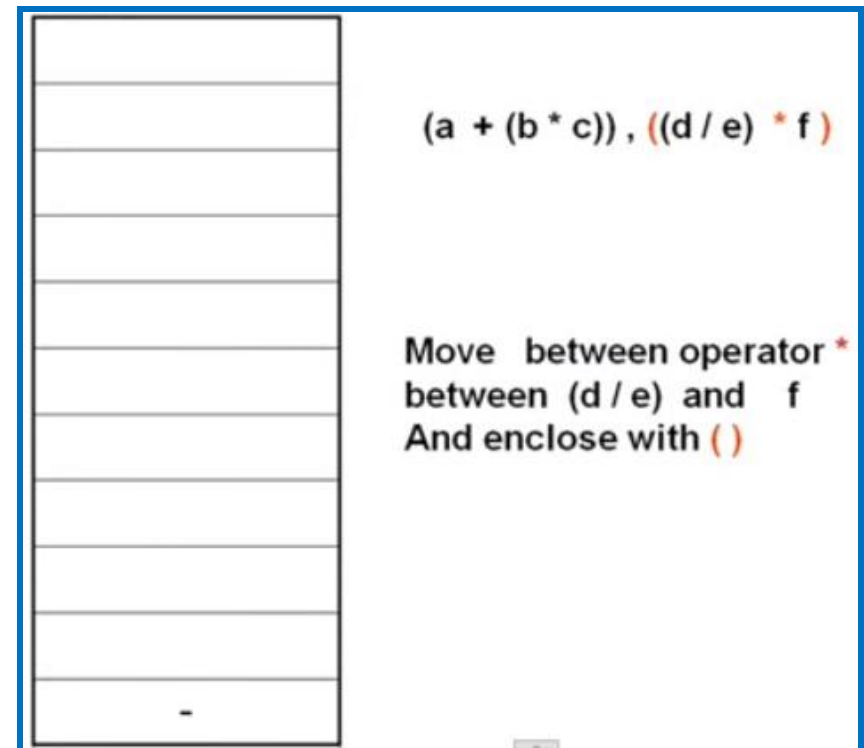 (a + (b * c)) , ((d / e) * f )
Move between operator *
between (d / e) and f
And enclose with ( )
-